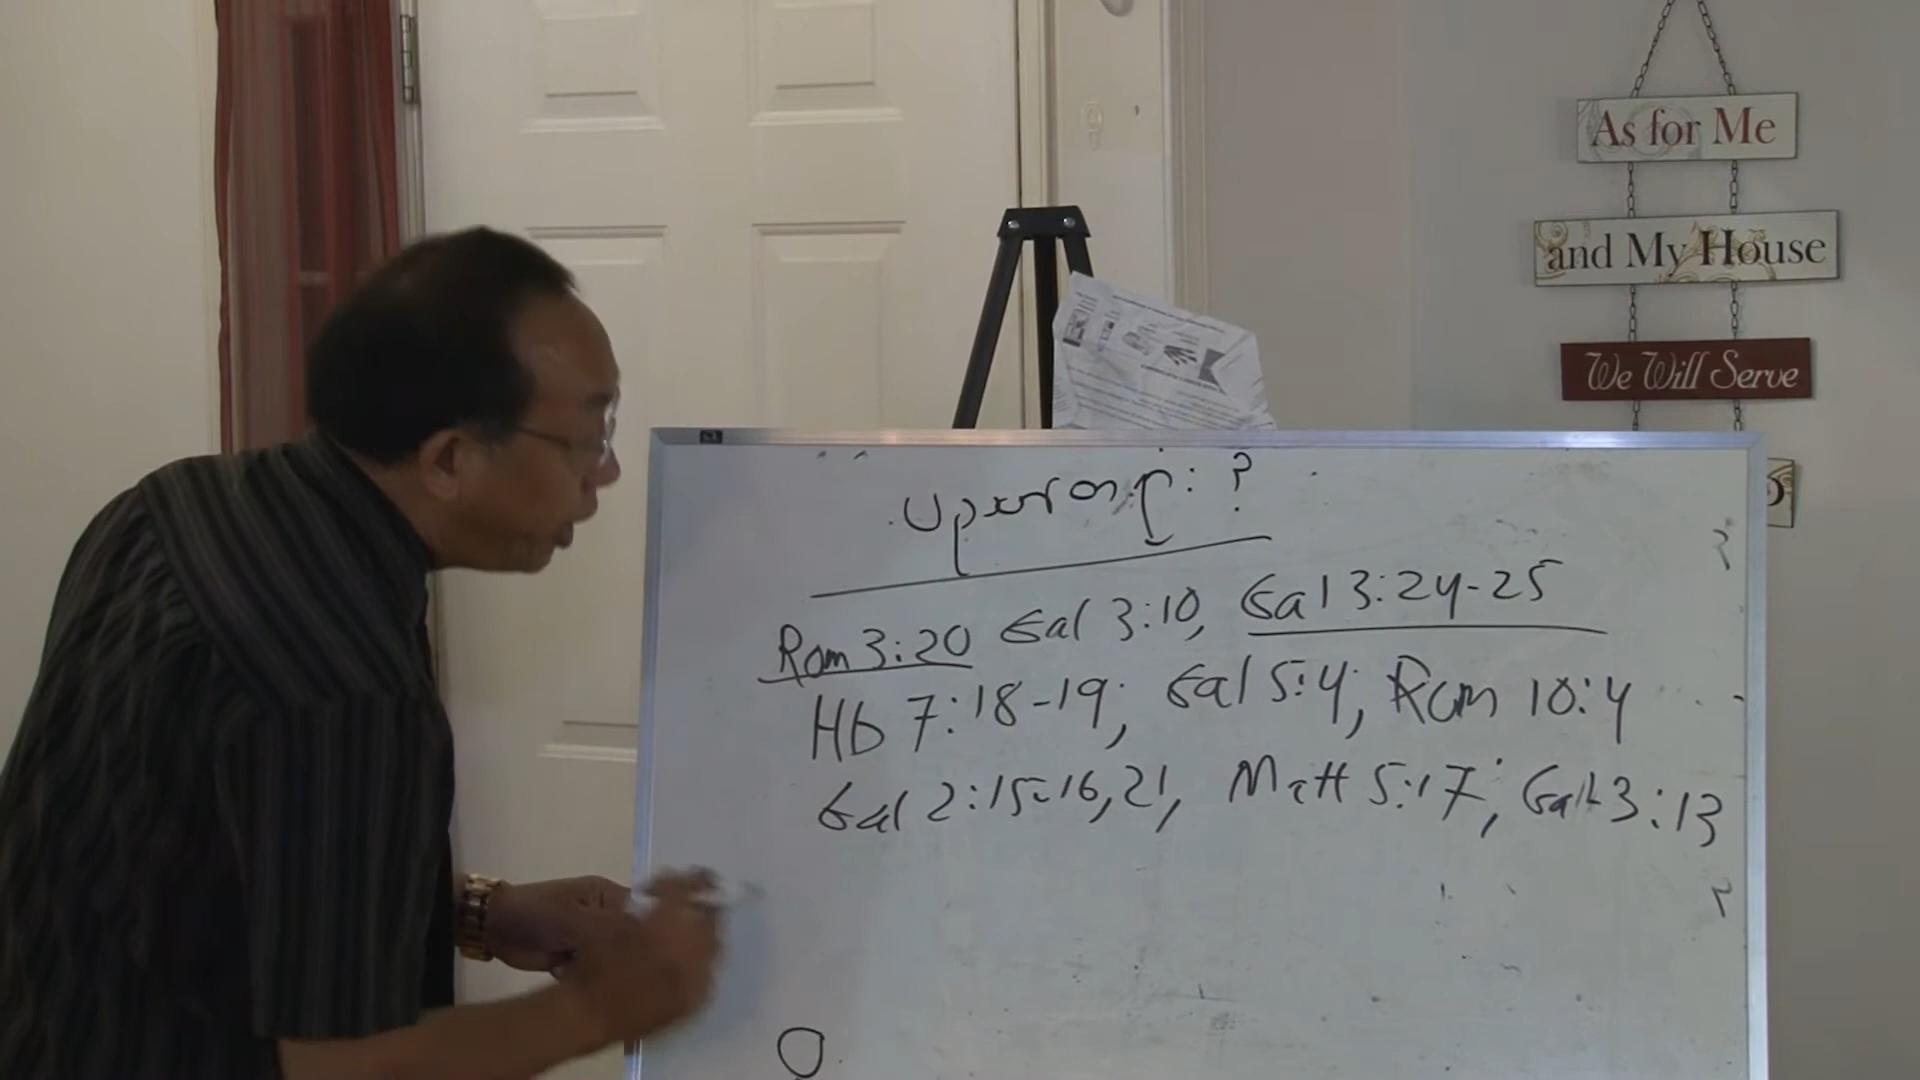 As for Me
and My House
We Will Serve
Rom 3:20 Gal 3:10, Gal 3:24-25
Hb 7:18-19; Gal 5:4; Rom 10:4
Gal 2:15-16,21, Matt 5:17; Gal 3:13